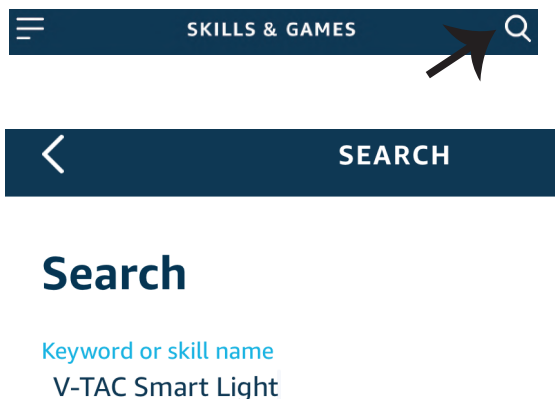 SKILLS & GAMES
SEARCH
Search
Keyword or skill name
V-TAC Smart Light